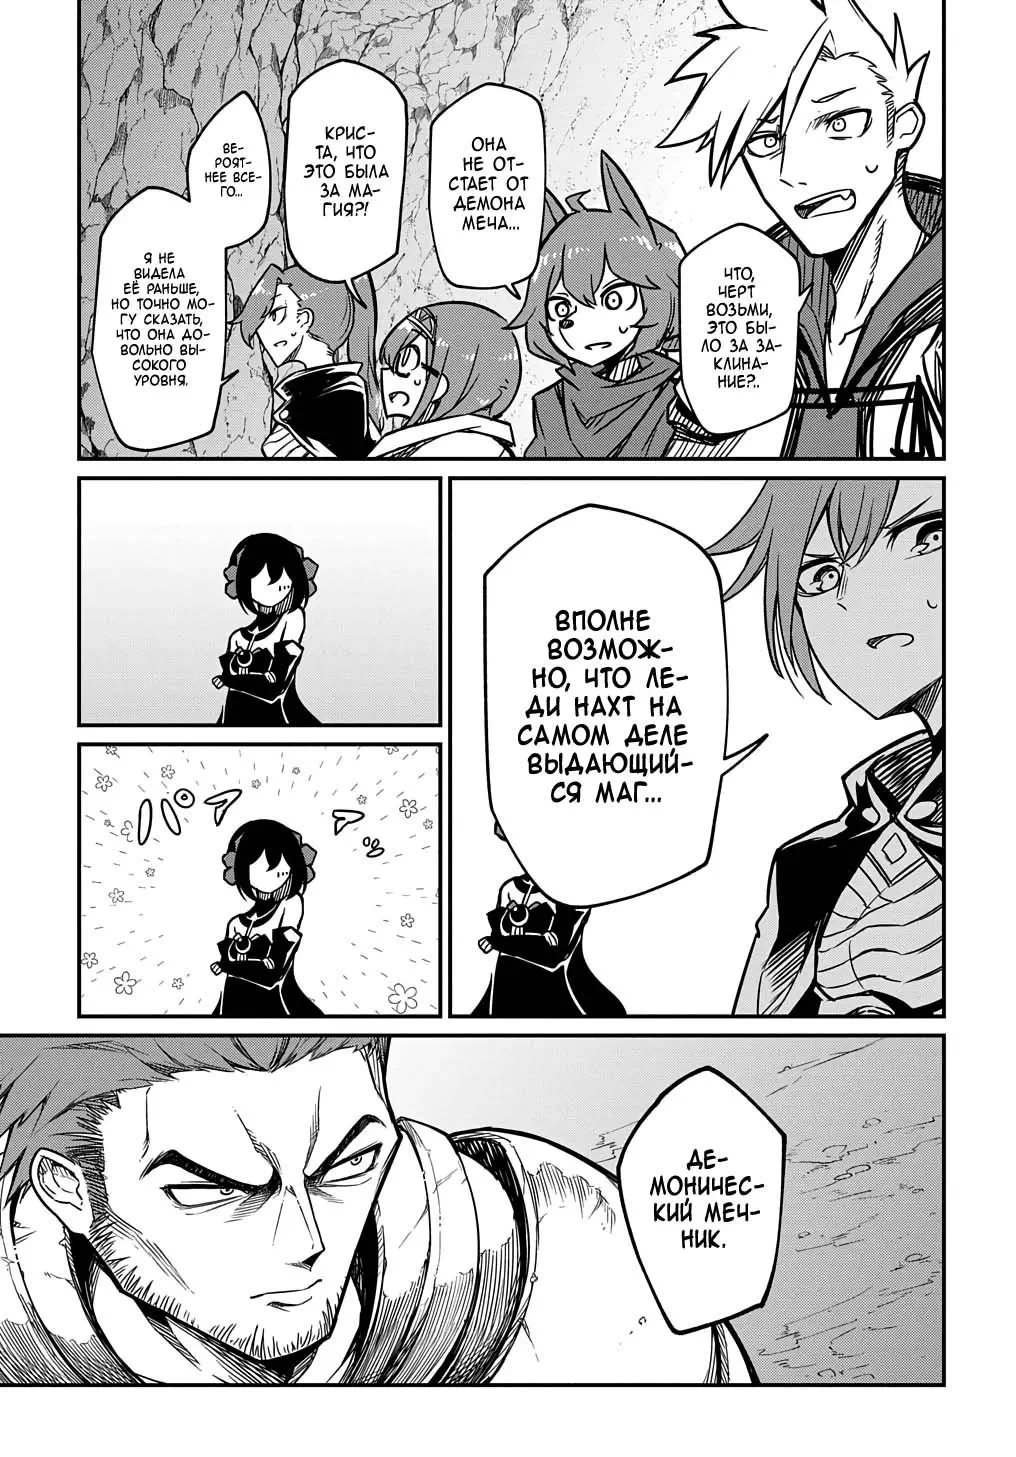 ЧТО,
ЧЕРТ
ВОЗЬМИ,
ЭТО БЫ-
ЛО ЗА ЗА-
КЛИНА-
НИЕ?..
ОНА
НЕ ОТ-
СТАЕТ ОТ
ДЕМОНА
МЕЧА...
КРИС-
ТА, ЧТО
ЭТО БЫЛА
ЗА МА-
ГИЯ?!
ВЕ-
РОЯТ-
НЕЕ ВСЕ-
ГО...
Я НЕ
ВИДЕЛА
ЕЁ РАНЬШЕ,
НО ТОЧНО МО-
ГУ СКАЗАТЬ,
ЧТО ОНА ДО-
ВОЛЬНО ВЫ-
СОКОГО
УРОВНЯ.
ВПОЛНЕ
ВОЗМОЖ-
НО, ЧТО ЛЕ-
ДИ НАХТ НА
САМОМ ДЕЛЕ
ВЫДАЮЩИЙ-
СЯ МАГ...
パァァ
ДЕ-
МОНИЧЕС-
КИЙ МЕЧ-
НИК.